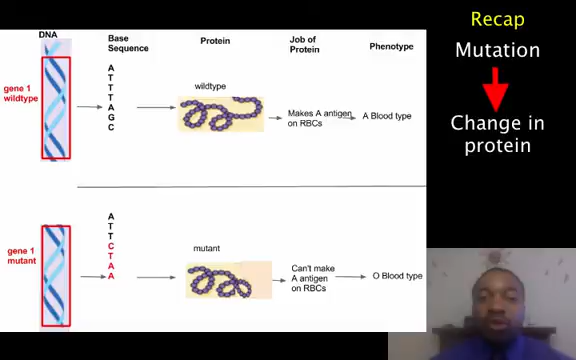 Recap
Mutation
Change in
protein
DNA
Base
Sequence
Protein
Job of
Protein
Phenotype
gene 1
wildtype
A
T
T
T
A
G
C
wildtype
Makes A antigen
on RBCs
A Blood type
gene 1
mutant
A
T
T
C
T
A
A
mutant
Can't make
A antigen
on RBCs
O Blood type